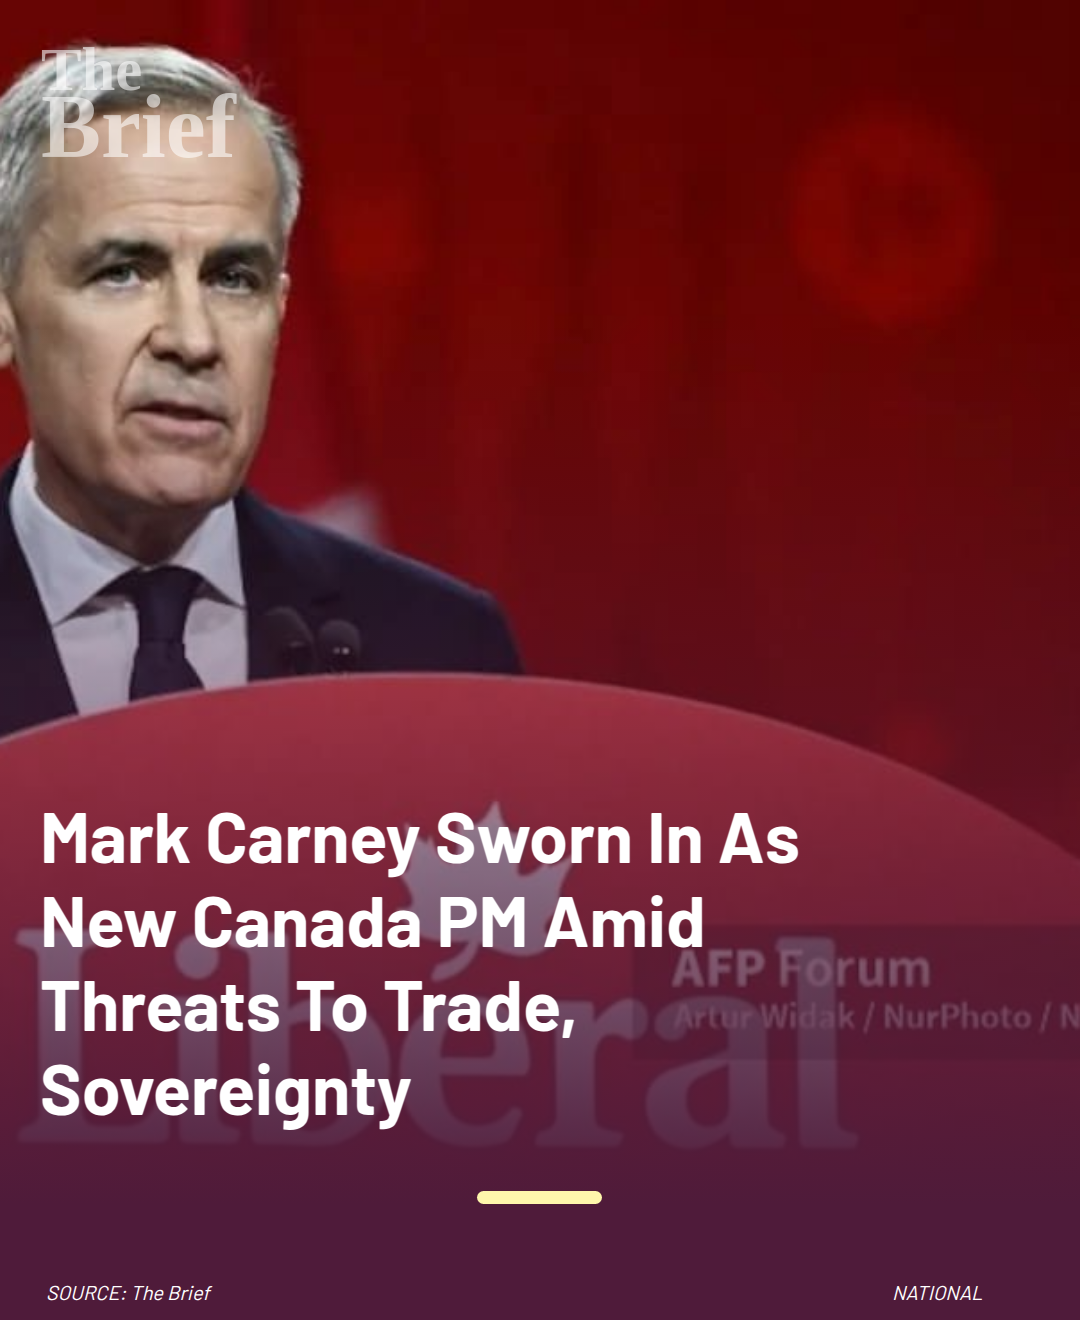 The
Brief
Mark Carney Sworn In As
New Canada PM Amid
Threats To Trade,
Sovereignty
Liberal
AFP Forum
Artur Widak / NurPhoto / N
SOURCE: The Brief
NATIONAL